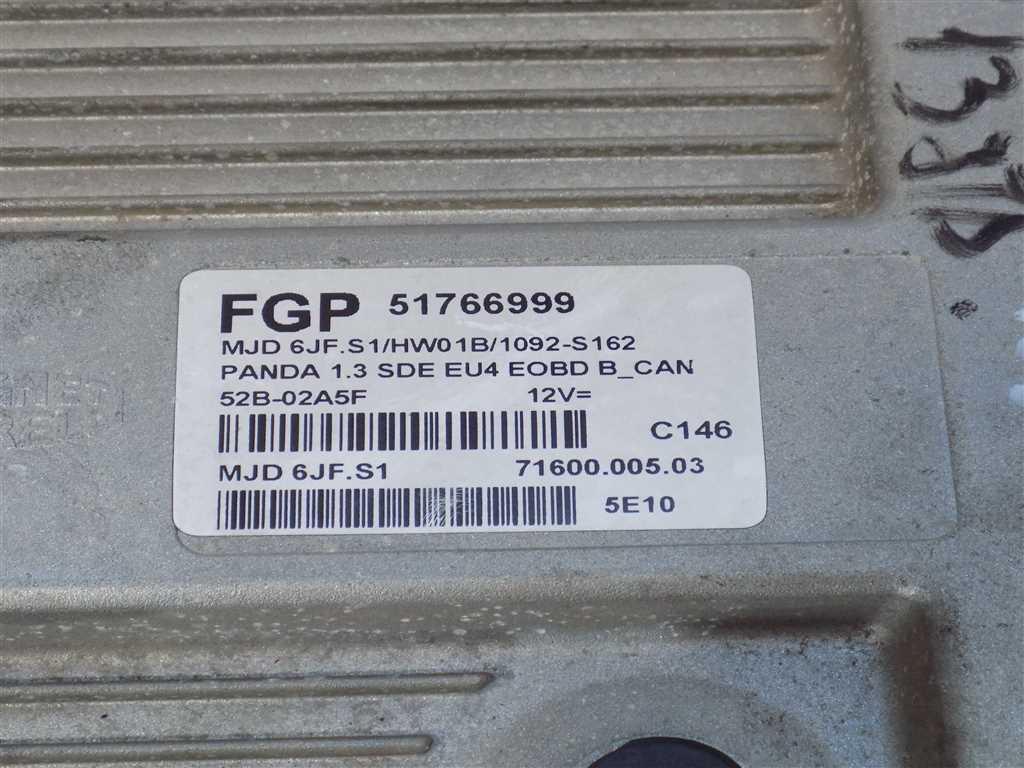 FGP 51766999
MJD 6JF.S1/HW01B/1092-S162
PANDA 1.3 SDE EU4 EOBD B_CAN
52B-02A5F 12V=
C146
MJD 6JF.S1 71600.005.03
5E10